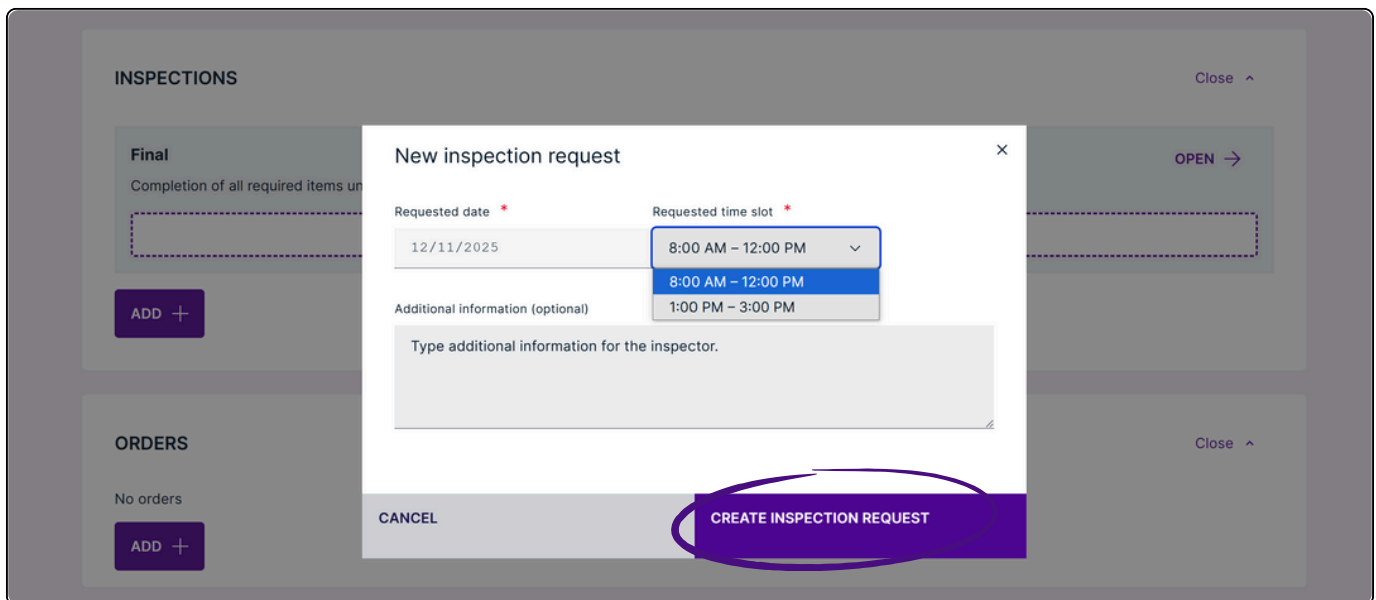 INSPECTIONS
Close
Final
Completion of all required items un
OPEN
ADD
New inspection request
Requested date *
Requested time slot *
12/11/2025
8:00 AM – 12:00 PM
8:00 AM – 12:00 PM
1:00 PM – 3:00 PM
Additional information (optional)
Type additional information for the inspector.
CANCEL
CREATE INSPECTION REQUEST
ORDERS
Close
No orders
ADD